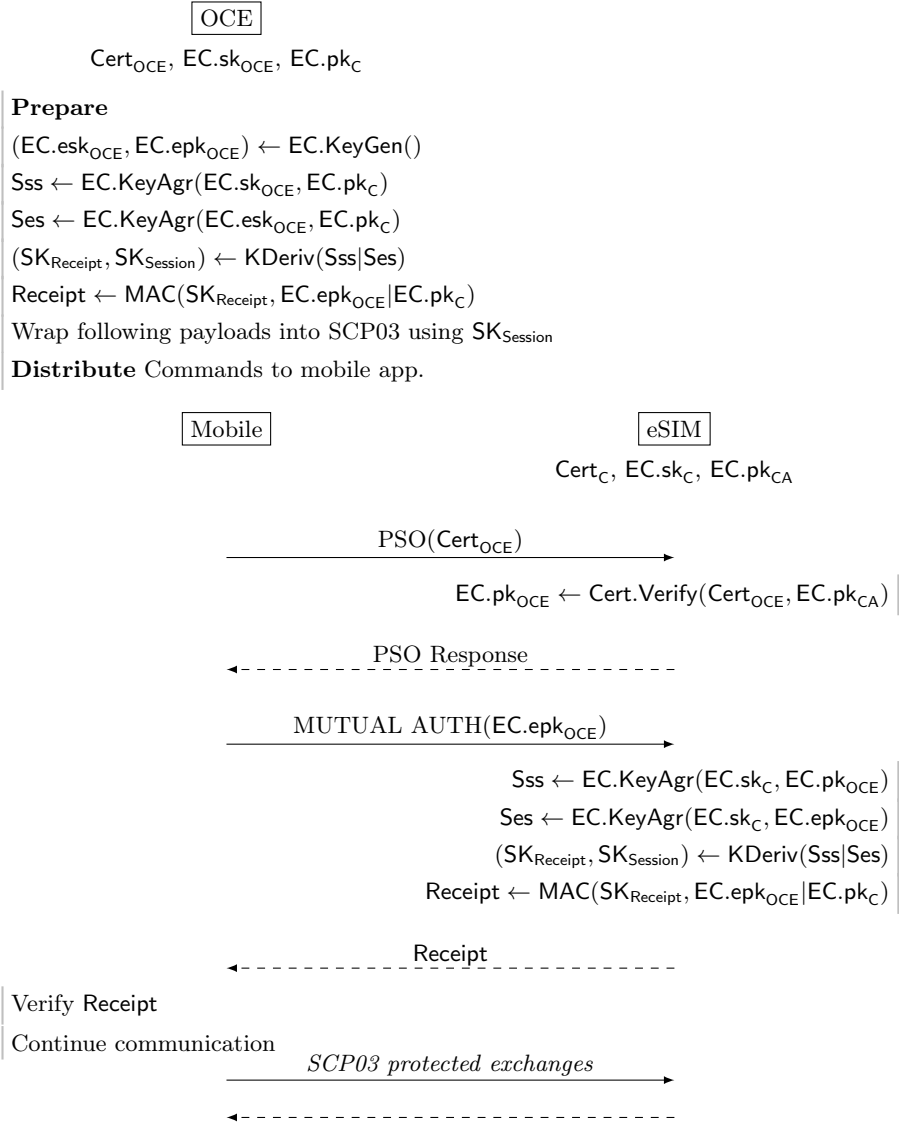 OCE
Cert_OCE, EC.sk_OCE, EC.pk_C
Prepare
(EC.esk_OCE, EC.epk_OCE) ← EC.KeyGen()
Sss ← EC.KeyAgr(EC.sk_OCE, EC.pk_C)
Ses ← EC.KeyAgr(EC.esk_OCE, EC.pk_C)
(SK_Receipt, SK_Session) ← KDeriv(Sss|Ses)
Receipt ← MAC(SK_Receipt, EC.epk_OCE|EC.pk_C)
Wrap following payloads into SCP03 using SK_Session
Distribute Commands to mobile app.
Mobile eSIM
Cert_C, EC.sk_C, EC.pk_CA
PSO(Cert_OCE)
EC.pk_OCE ← Cert.Verify(Cert_OCE, EC.pk_CA)
PSO Response
MUTUAL AUTH(EC.epk_OCE)
Sss ← EC.KeyAgr(EC.sk_C, EC.pk_OCE)
Ses ← EC.KeyAgr(EC.sk_C, EC.epk_OCE)
(SK_Receipt, SK_Session) ← KDeriv(Sss|Ses)
Receipt ← MAC(SK_Receipt, EC.epk_OCE|EC.pk_C)
Receipt
Verify Receipt
Continue communication
SCP03 protected exchanges